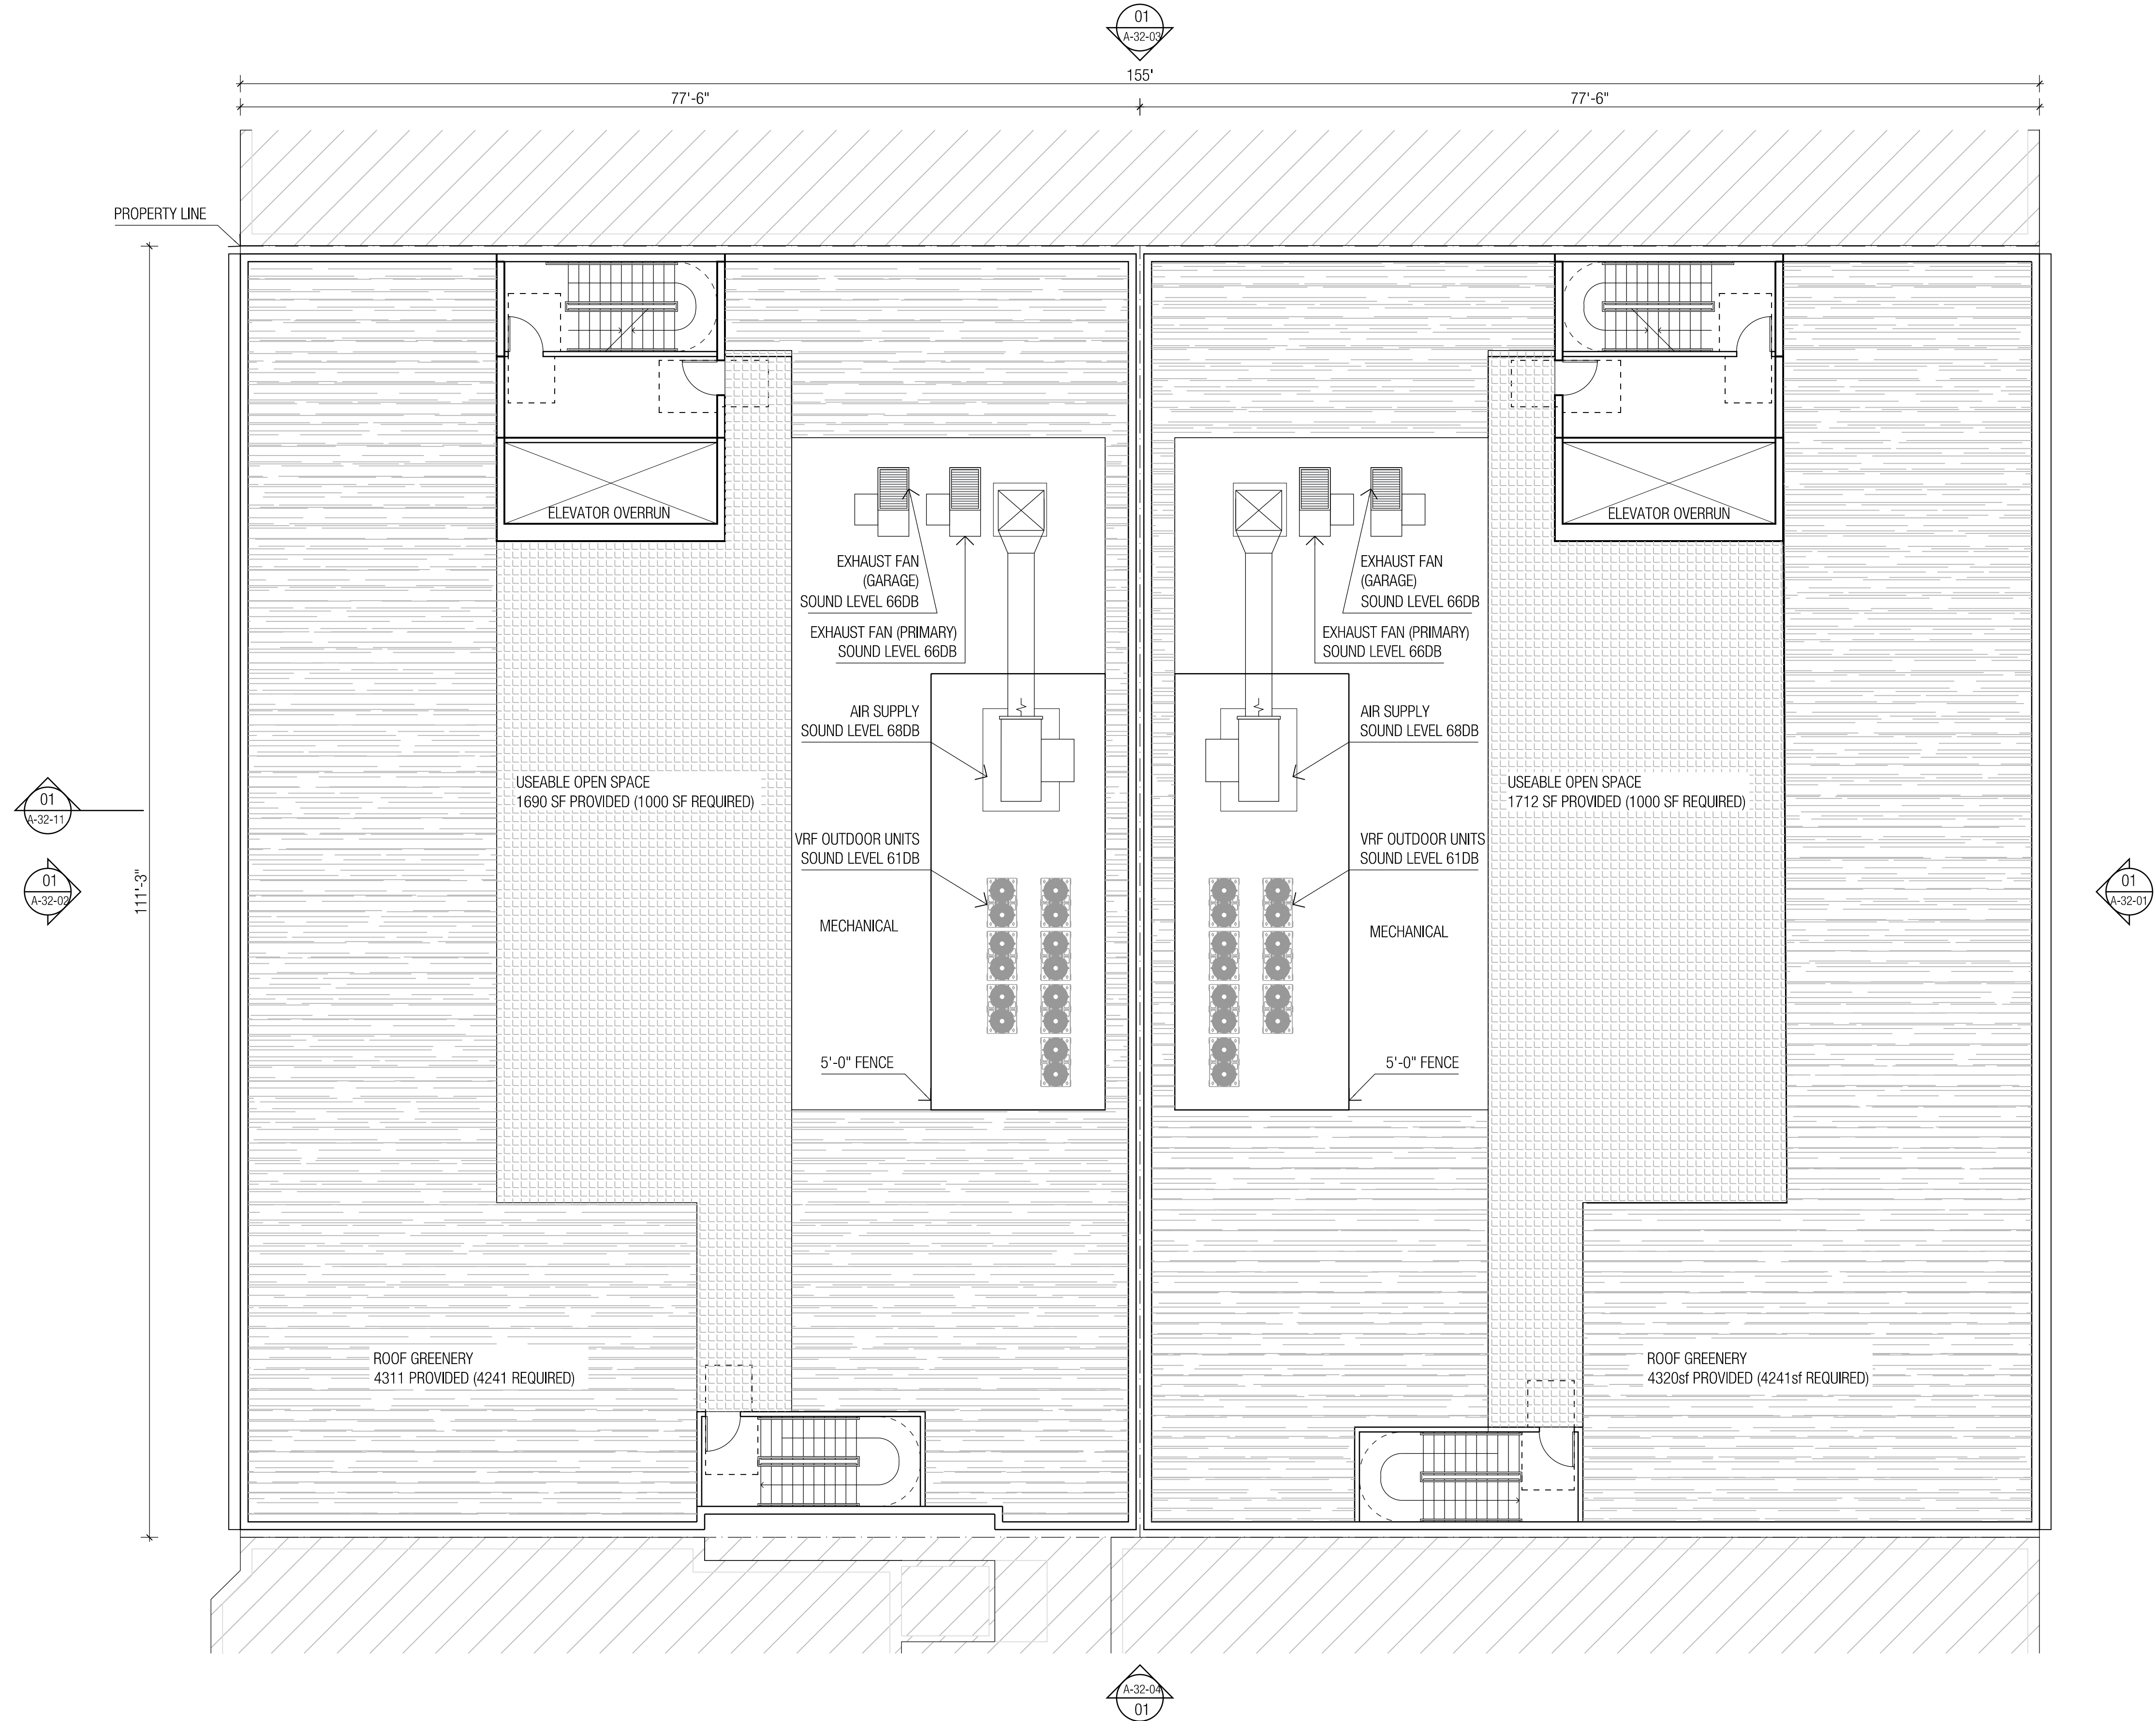 01
A-32-03
155'
77'-6"
77'-6"
PROPERTY LINE
ELEVATOR OVERRUN
ELEVATOR OVERRUN
EXHAUST FAN
(GARAGE)
SOUND LEVEL 66DB
EXHAUST FAN
(GARAGE)
SOUND LEVEL 66DB
EXHAUST FAN (PRIMARY)
SOUND LEVEL 66DB
EXHAUST FAN (PRIMARY)
SOUND LEVEL 66DB
AIR SUPPLY
SOUND LEVEL 68DB
AIR SUPPLY
SOUND LEVEL 68DB
USEABLE OPEN SPACE
1690 SF PROVIDED (1000 SF REQUIRED)
USEABLE OPEN SPACE
1712 SF PROVIDED (1000 SF REQUIRED)
01
A-32-11
VRF OUTDOOR UNITS
SOUND LEVEL 61DB
VRF OUTDOOR UNITS
SOUND LEVEL 61DB
01
A-32-02
111'-3"
01
A-32-01
MECHANICAL
MECHANICAL
5'-0" FENCE
5'-0" FENCE
ROOF GREENERY
4311 PROVIDED (4241 REQUIRED)
ROOF GREENERY
4320sf PROVIDED (4241sf REQUIRED)
A-32-04
01